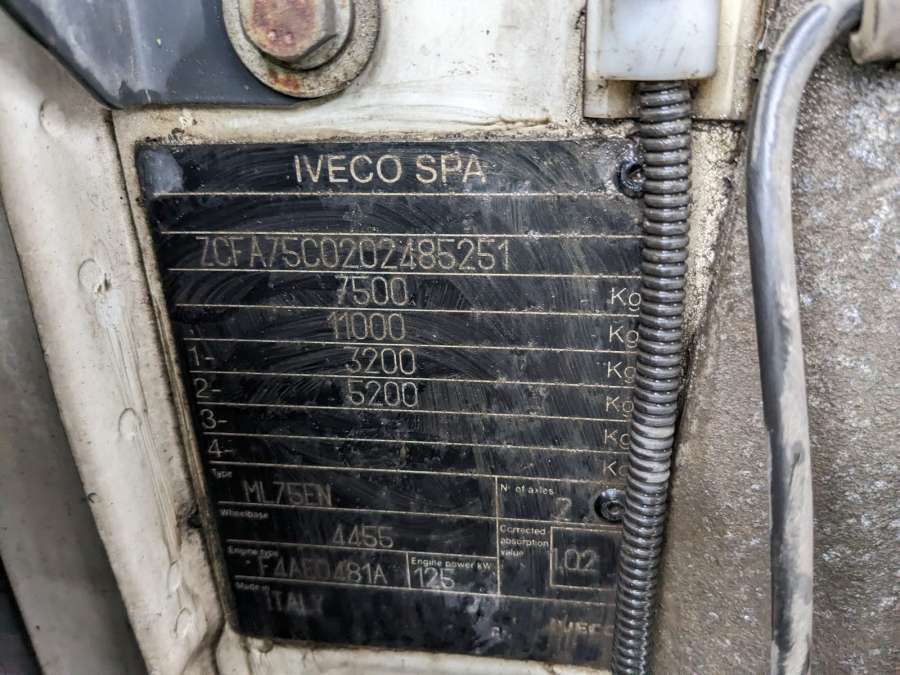 IVECO SPA
ZCFA75C0202485251
7500 Kg
11000 Kg
1- 3200 Kg
2- 5200 Kg
3- Kg
4- Kg
Type ML75EN
N° of axles 2
Wheelbase 4455
Corrected absorption value 1,02
Engine type F4AE0481A
Engine power kW 125
Made in ITALY